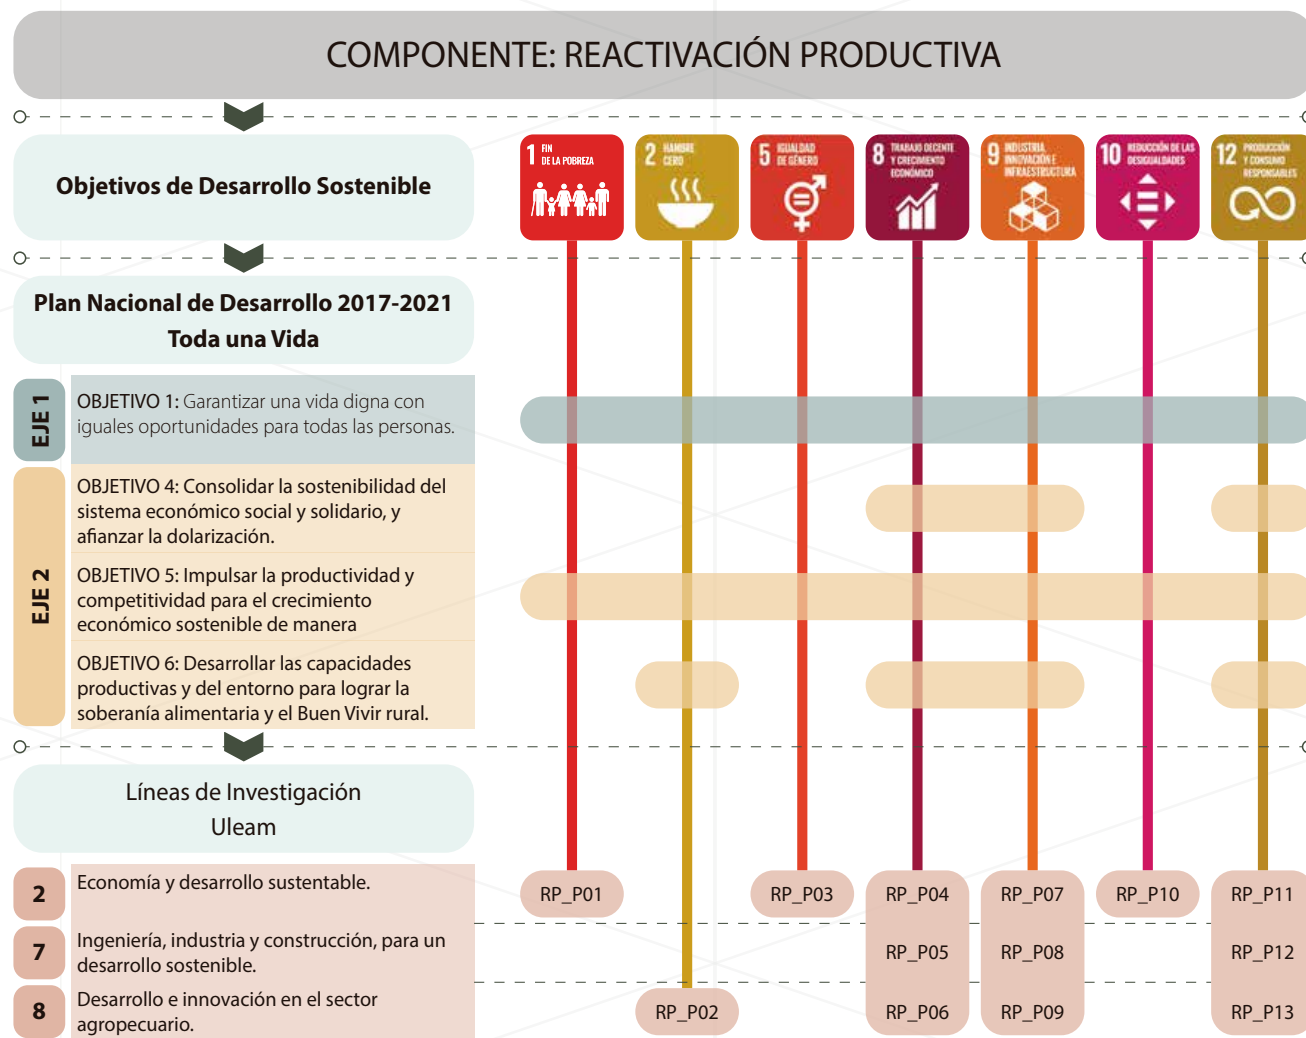 COMPONENTE: REACTIVACIÓN PRODUCTIVA
Objetivos de Desarrollo Sostenible
1 FIN
DE LA POBREZA
2 HAMBRE
CERO
5 IGUALDAD
DE GÉNERO
8 TRABAJO DECENTE
Y CRECIMIENTO
ECONÓMICO
9 INDUSTRIA
INNOVACIÓN E
INFRAESTRUCTURA
10 REDUCCIÓN DE LAS
DESIGUALDADES
12 PRODUCCIÓN
Y CONSUMO
RESPONSABLES
Plan Nacional de Desarrollo 2017-2021
Toda una Vida
EJE 1
OBJETIVO 1: Garantizar una vida digna con
iguales oportunidades para todas las personas.
EJE 2
OBJETIVO 4: Consolidar la sostenibilidad del
sistema económico social y solidario, y
afianzar la dolarización.
OBJETIVO 5: Impulsar la productividad y
competitividad para el crecimiento
económico sostenible de manera
OBJETIVO 6: Desarrollar las capacidades
productivas y del entorno para lograr la
soberanía alimentaria y el Buen Vivir rural.
Líneas de Investigación
Uleam
2 Economía y desarrollo sustentable.
RP_P01 RP_P03 RP_P04 RP_P07 RP_P10 RP_P11
7 Ingeniería, industria y construcción, para un
desarrollo sostenible.
RP_P05 RP_P08 RP_P12
8 Desarrollo e innovación en el sector
agropecuario.
RP_P02 RP_P06 RP_P09 RP_P13